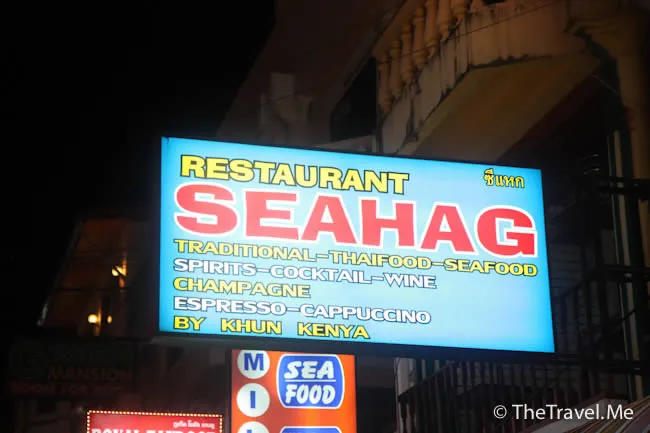 RESTAURANT
ซีแหก
SEAHAG
TRADITIONAL-THAIFOOD-SEAFOOD
SPIRITS-COCKTAIL-WINE
CHAMPAGNE
ESPRESSO-CAPPUCCINO
BY KHUN KENYA
MANSION
M
I
SEA
FOOD
© TheTravel.Me